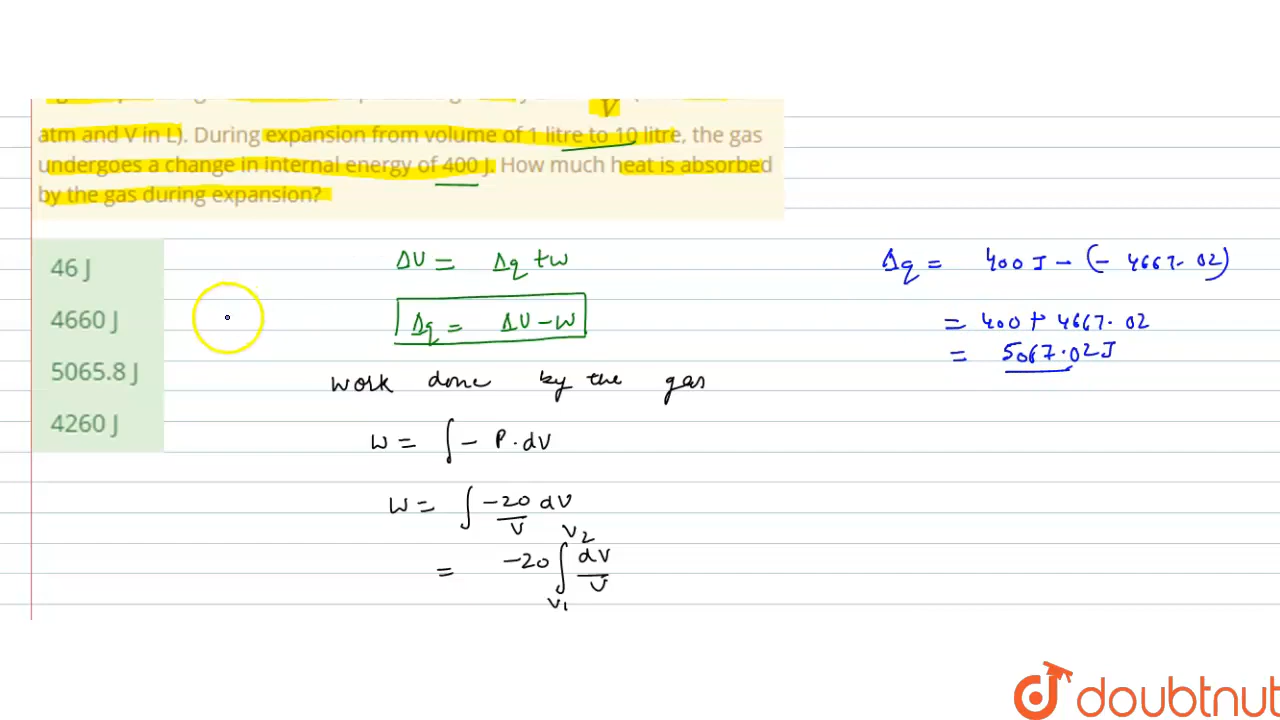 V
atm and V in L). During expansion from volume of 1 litre to 10 litre, the gas
undergoes a change in internal energy of 400 J. How much heat is absorbed
by the gas during expansion?
46 J
4660 J
5065.8 J
4260 J
ΔU = Δq + w
Δq = ΔU - W
work done by the gas
W = ∫ - P. dV
W = ∫ -20/V dV
= -20 ∫ V1 V2 dV/V
Δq = 400 J - (- 4667.02)
= 400 + 4667.02
= 5067.02 J
doubtnut